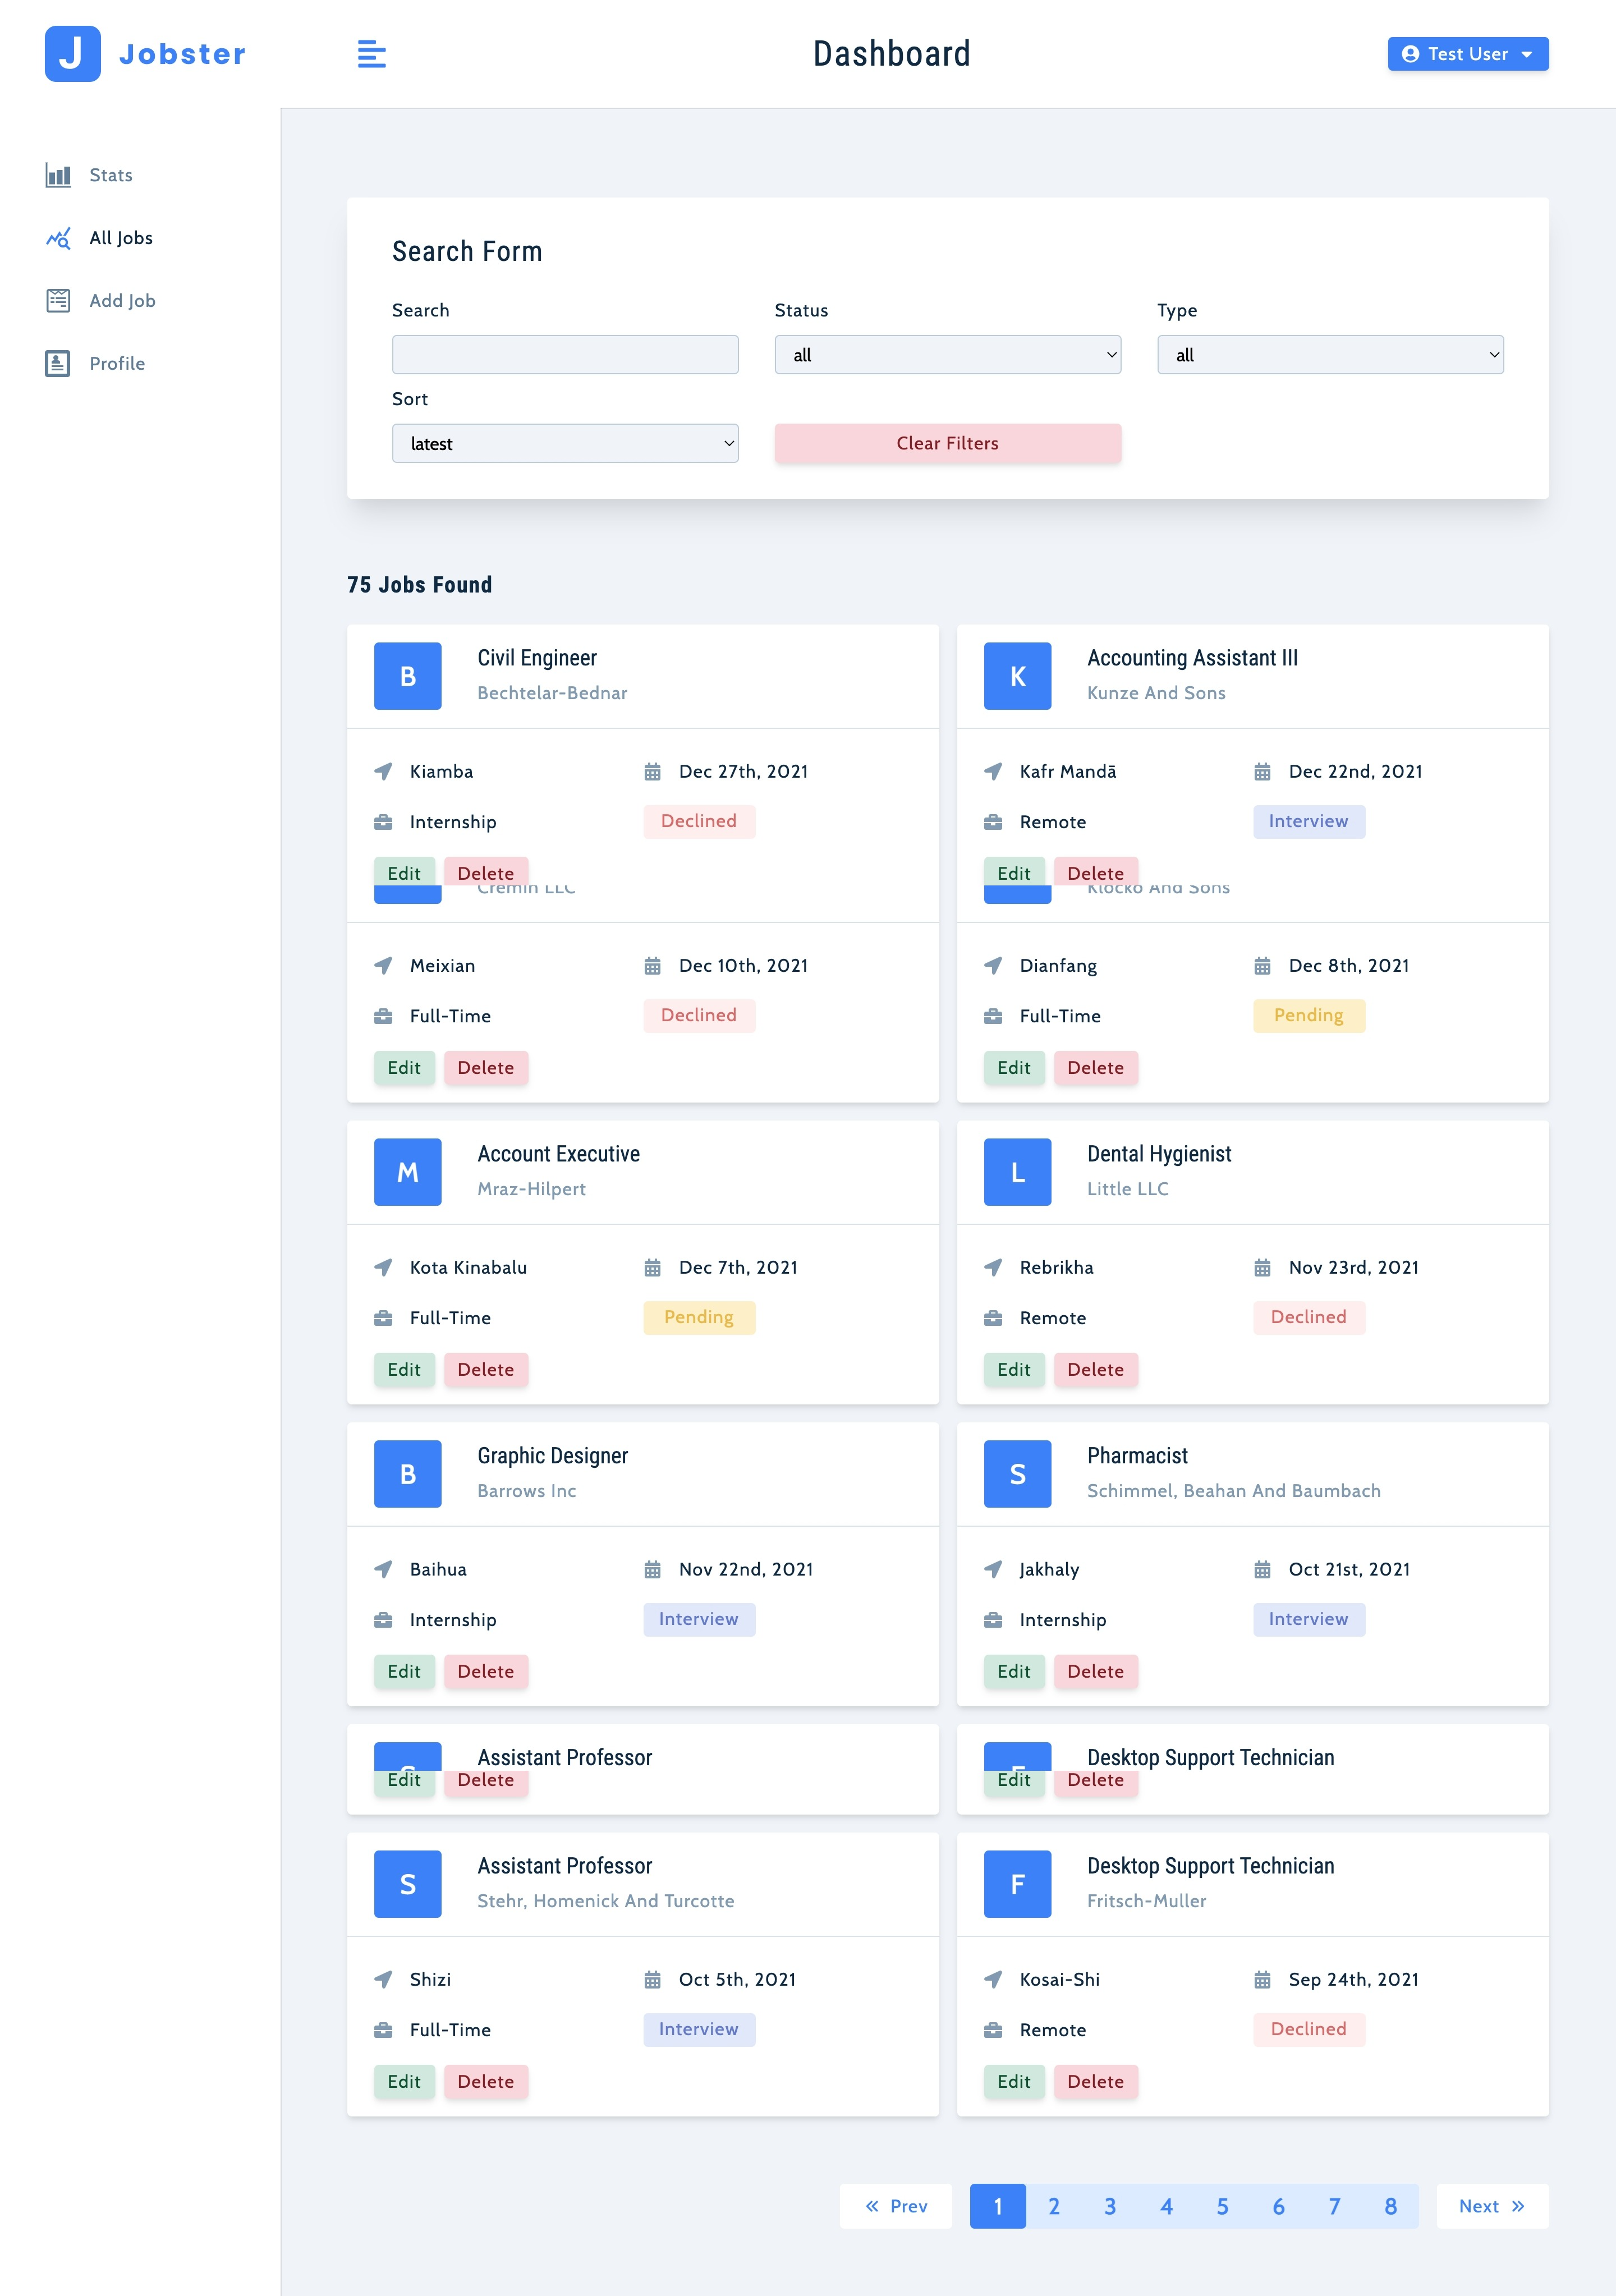 J Jobster
Dashboard
Test User
Stats
All Jobs
Add Job
Profile
Search Form
Search
Status
Type
all
all
Sort
latest
Clear Filters
75 Jobs Found
B
Civil Engineer
Bechtelar-Bednar
Kiamba
Dec 27th, 2021
Internship
Declined
Edit
Delete
K
Accounting Assistant III
Kunze And Sons
Kafr Mandā
Dec 22nd, 2021
Remote
Interview
Edit
Delete
Cremin LLC
Meixian
Dec 10th, 2021
Full-Time
Declined
Edit
Delete
Klocko And Sons
Dianfang
Dec 8th, 2021
Full-Time
Pending
Edit
Delete
M
Account Executive
Mraz-Hilpert
Kota Kinabalu
Dec 7th, 2021
Full-Time
Pending
Edit
Delete
L
Dental Hygienist
Little LLC
Rebrikha
Nov 23rd, 2021
Remote
Declined
Edit
Delete
B
Graphic Designer
Barrows Inc
Baihua
Nov 22nd, 2021
Internship
Interview
Edit
Delete
S
Pharmacist
Schimmel, Beahan And Baumbach
Jakhaly
Oct 21st, 2021
Internship
Interview
Edit
Delete
Assistant Professor
Edit
Delete
Desktop Support Technician
Edit
Delete
S
Assistant Professor
Stehr, Homenick And Turcotte
Shizi
Oct 5th, 2021
Full-Time
Interview
Edit
Delete
F
Desktop Support Technician
Fritsch-Muller
Kosai-Shi
Sep 24th, 2021
Remote
Declined
Edit
Delete
« Prev 1 2 3 4 5 6 7 8 Next »